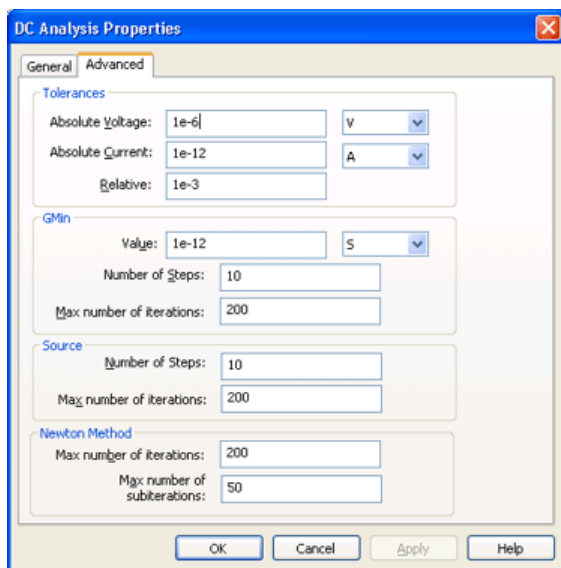 DC Analysis Properties
General Advanced
Tolerances
Absolute Voltage: 1e-6 V
Absolute Current: 1e-12 A
Relative: 1e-3
GMin
Value: 1e-12 S
Number of Steps: 10
Max number of iterations: 200
Source
Number of Steps: 10
Max number of iterations: 200
Newton Method
Max number of iterations: 200
Max number of
subiterations: 50
OK Cancel Apply Help